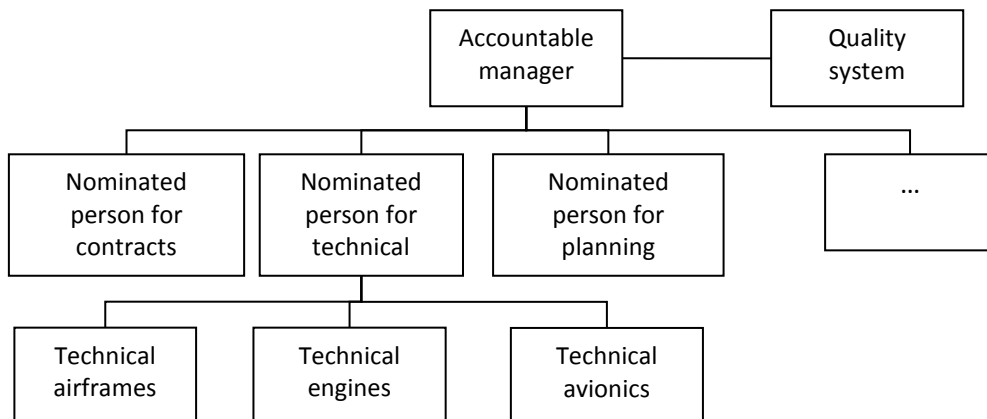 Accountable
manager
Quality
system
Nominated
person for
contracts
Nominated
person for
technical
Nominated
person for
planning
...
Technical
airframes
Technical
engines
Technical
avionics